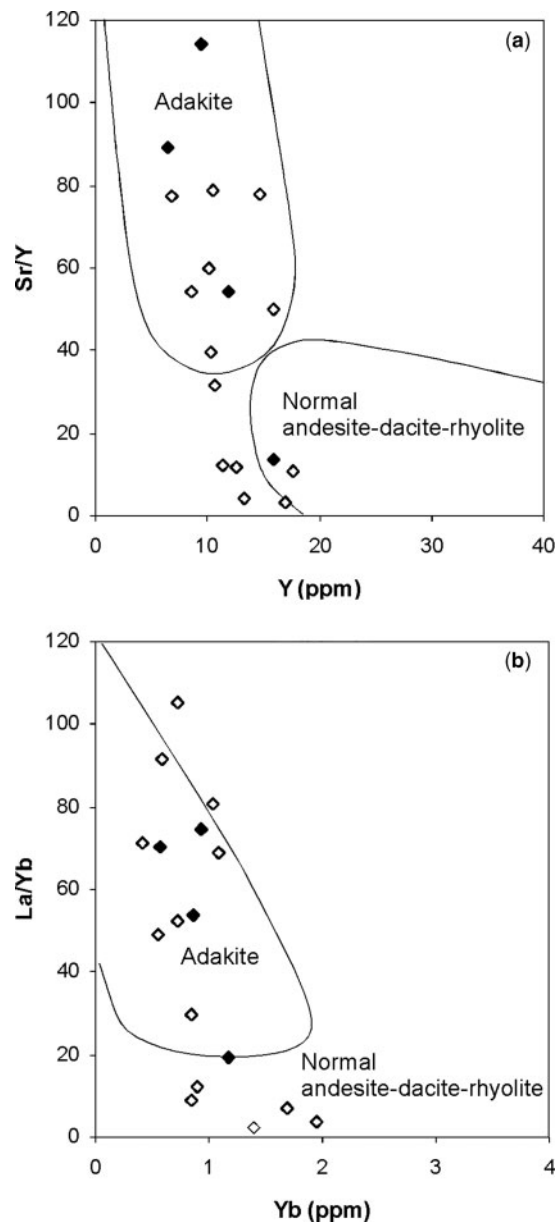 (a)
120
100
80
60
40
20
0
Sr/Y
Adakite
Normal
andesite-dacite-rhyolite
0 10 20 30 40
Y (ppm)
(b)
120
100
80
60
40
20
0
La/Yb
Adakite
Normal
andesite-dacite-rhyolite
0 1 2 3 4
Yb (ppm)